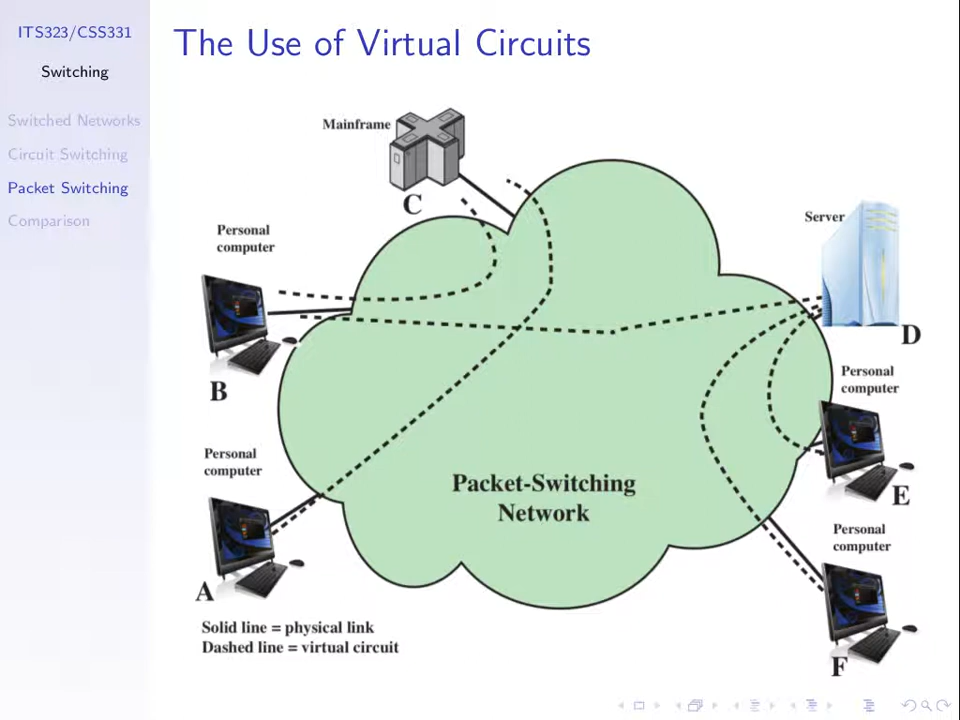 ITS323/CSS331
Switching
Switched Networks
Circuit Switching
Packet Switching
Comparison
The Use of Virtual Circuits
Mainframe
C
Personal
computer
B
Server
D
Personal
computer
E
Personal
computer
A
Packet-Switching
Network
Personal
computer
F
Solid line = physical link
Dashed line = virtual circuit